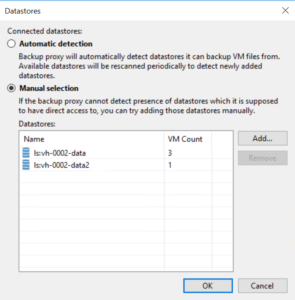 Datastores
Connected datastores:
Automatic detection
Backup proxy will automatically detect datastores it can backup VM files from.
Available datastores will be rescanned periodically to detect newly added
datastores.
Manual selection
If the backup proxy cannot detect presence of datastores which it is supposed
to have direct access to, you can try adding those datastores manually.
Datastores:
Name VM Count
ls:vh-0002-data 3
ls:vh-0002-data2 1
Add...
Remove
OK Cancel